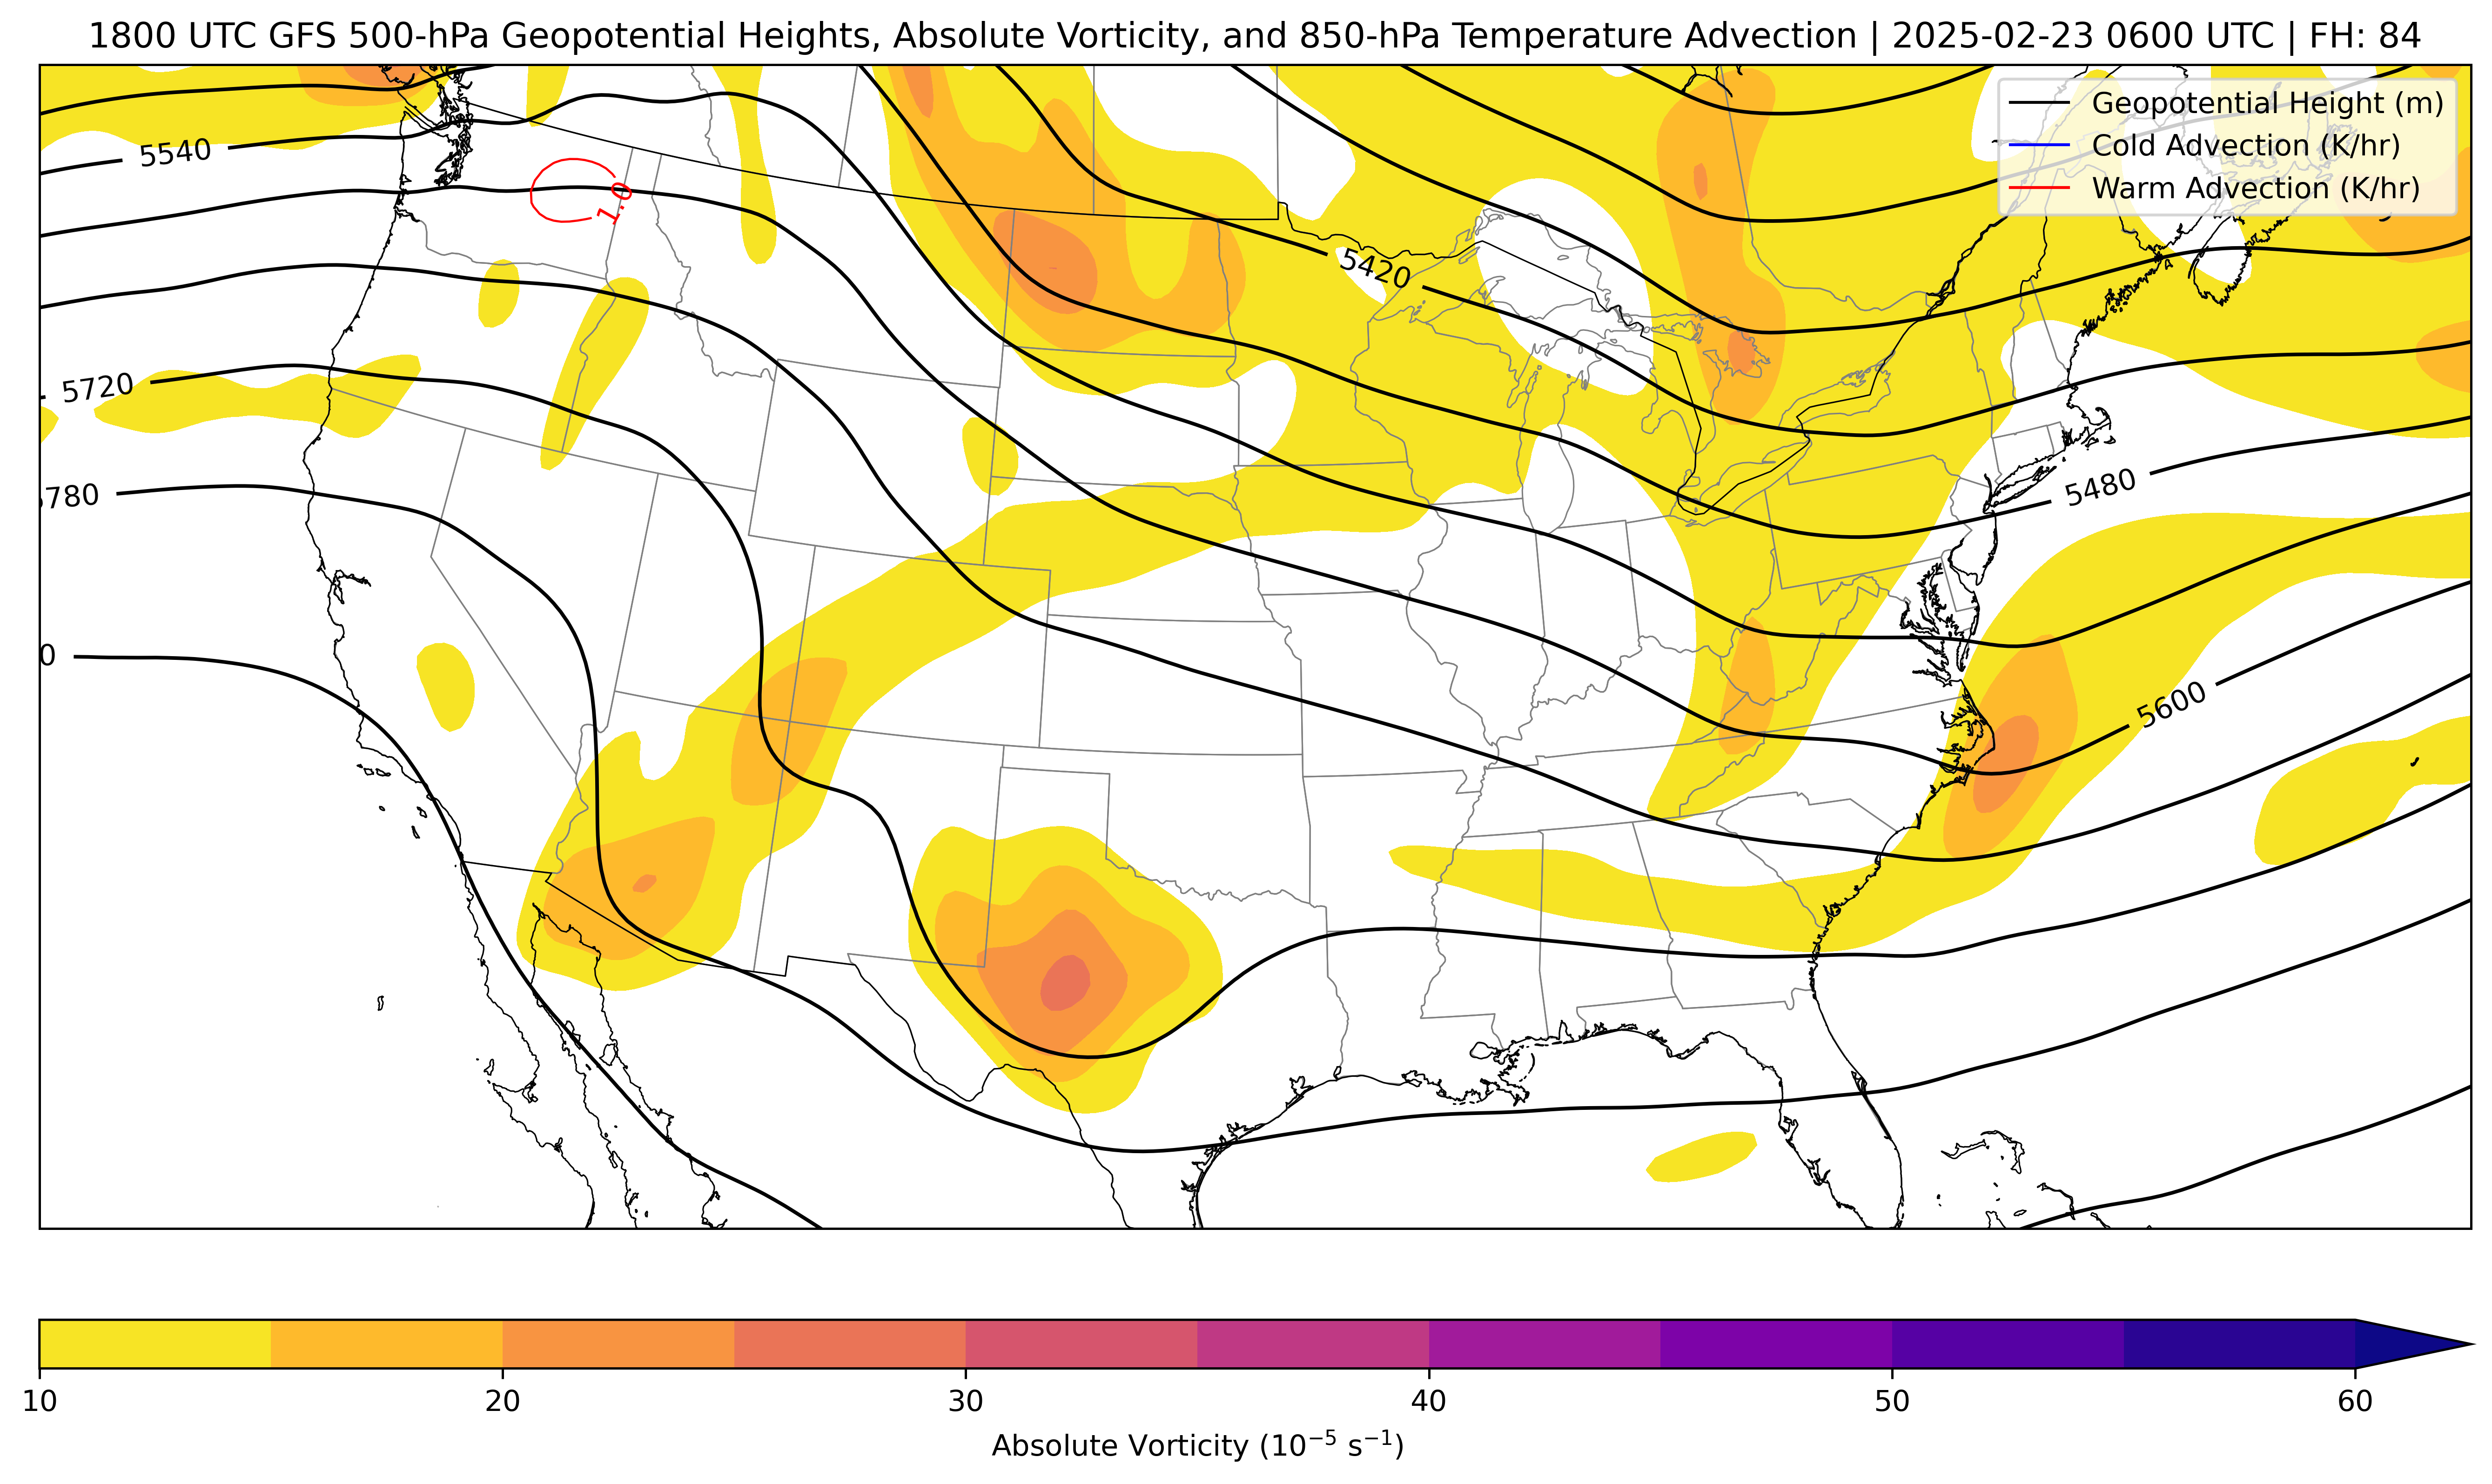 1800 UTC GFS 500-hPa Geopotential Heights, Absolute Vorticity, and 850-hPa Temperature Advection | 2025-02-23 0600 UTC | FH: 84
Geopotential Height (m)
Cold Advection (K/hr)
Warm Advection (K/hr)
5540
1.0
5420
5720
5480
5780
5600
0
10 20 30 40 50 60
Absolute Vorticity (10⁻⁵ s⁻¹)